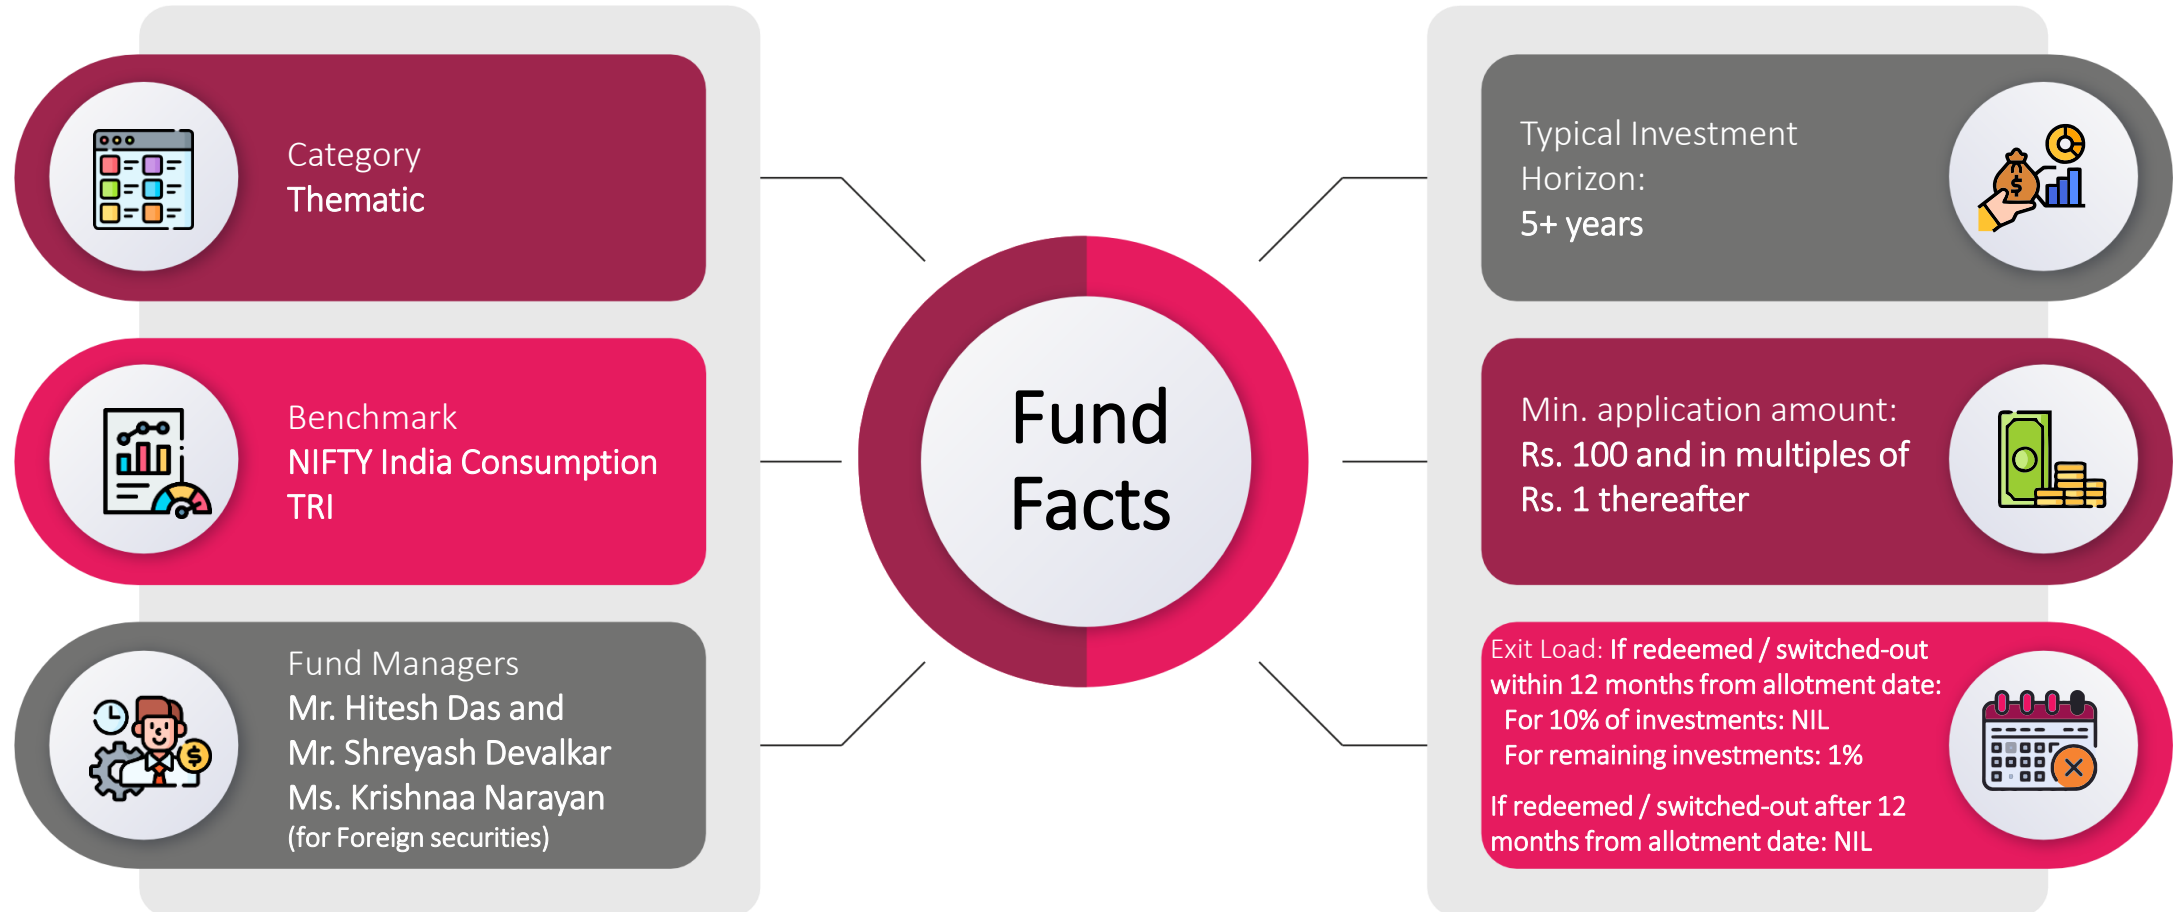 Category
Thematic
Benchmark
NIFTY India Consumption
TRI
Fund Managers
Mr. Hitesh Das and
Mr. Shreyash Devalkar
Ms. Krishnaa Narayan
(for Foreign securities)
Fund
Facts
Typical Investment
Horizon:
5+ years
Min. application amount:
Rs. 100 and in multiples of
Rs. 1 thereafter
Exit Load: If redeemed / switched-out
within 12 months from allotment date:
For 10% of investments: NIL
For remaining investments: 1%
If redeemed / switched-out after 12
months from allotment date: NIL